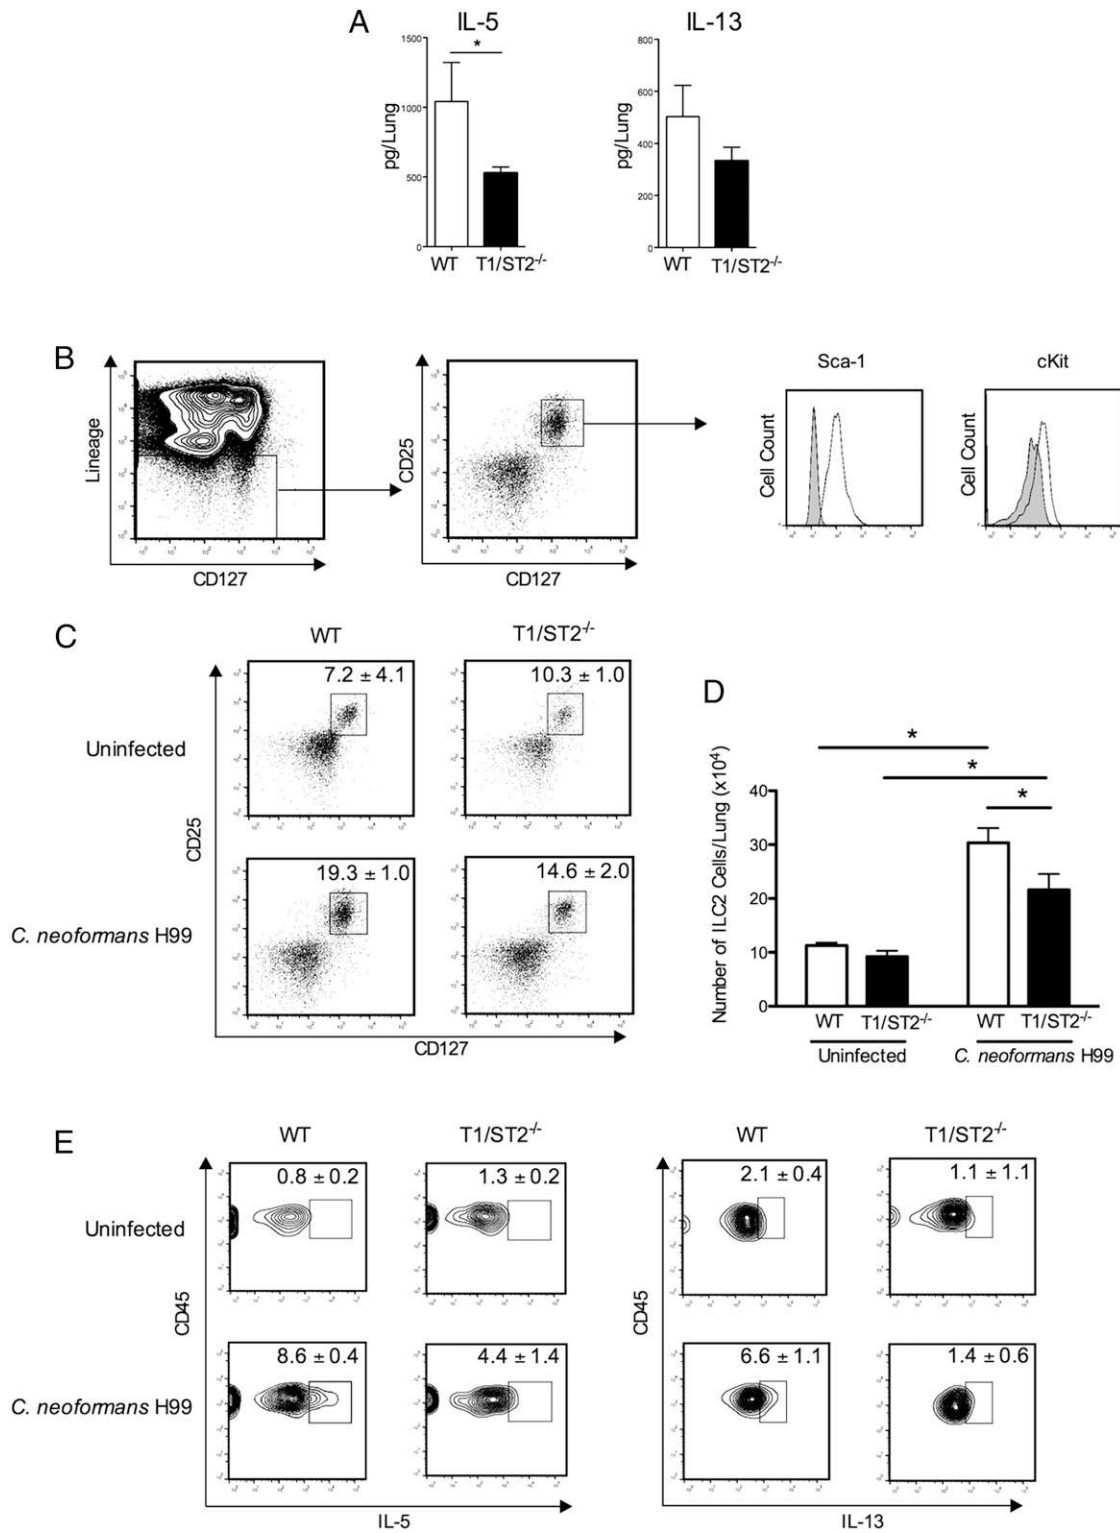 A
IL-5
IL-13
pg/Lung
1500
1000
500
0
*
WT
T1/ST2-/-
pg/Lung
800
600
400
200
0
WT
T1/ST2-/-
B
Lineage
CD127
CD25
CD127
Sca-1
Cell Count
cKit
Cell Count
C
WT
T1/ST2-/-
Uninfected
7.2 ± 4.1
10.3 ± 1.0
C. neoformans H99
19.3 ± 1.0
14.6 ± 2.0
CD25
CD127
D
Number of ILC2 Cells/Lung (x10⁴)
40
30
20
10
0
*
*
*
WT
T1/ST2-/-
WT
T1/ST2-/-
Uninfected
C. neoformans H99
E
WT
T1/ST2-/-
WT
T1/ST2-/-
Uninfected
0.8 ± 0.2
1.3 ± 0.2
2.1 ± 0.4
1.1 ± 1.1
CD45
CD45
C. neoformans H99
8.6 ± 0.4
4.4 ± 1.4
6.6 ± 1.1
1.4 ± 0.6
IL-5
IL-13